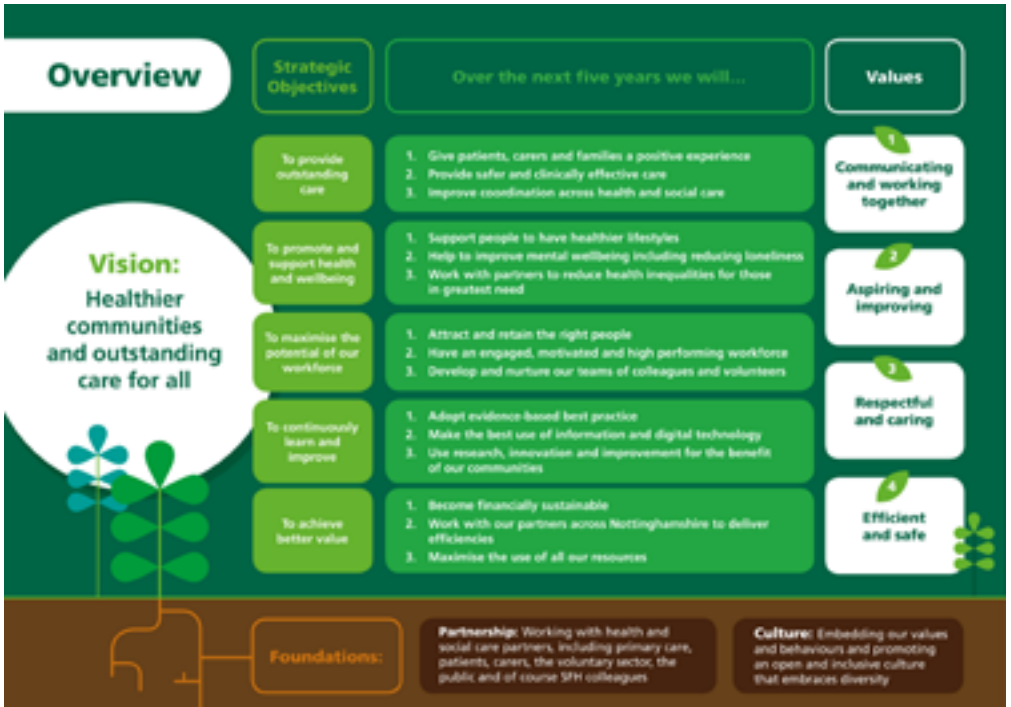 Overview
Strategic
Objectives
Over the next five years we will...
Values
Vision:
Healthier
communities
and outstanding
care for all
To provide
outstanding
care
1. Give patients, carers and families a positive experience
2. Provide safer and clinically effective care
3. Improve coordination across health and social care
To promote and
support health
and wellbeing
1. Support people to have healthier lifestyles
2. Help to improve mental wellbeing including reducing loneliness
3. Work with partners to reduce health inequalities for those
in greatest need
To maximise the
potential of our
workforce
1. Attract and retain the right people
2. Have an engaged, motivated and high performing workforce
3. Develop and nurture our teams of colleagues and volunteers
To continuously
learn and
improve
1. Adopt evidence-based best practice
2. Make the best use of information and digital technology
3. Use research, innovation and improvement for the benefit
of our communities
To achieve
better value
1. Become financially sustainable
2. Work with our partners across Nottinghamshire to deliver
efficiencies
3. Maximise the use of all our resources
1
Communicating
and working
together
2
Aspiring and
improving
3
Respectful
and caring
4
Efficient
and safe
Foundations:
Partnership: Working with health and
social care partners, including primary care,
patients, carers, the voluntary sector, the
public and of course SFH colleagues
Culture: Embedding our values
and behaviours and promoting
an open and inclusive culture
that embraces diversity